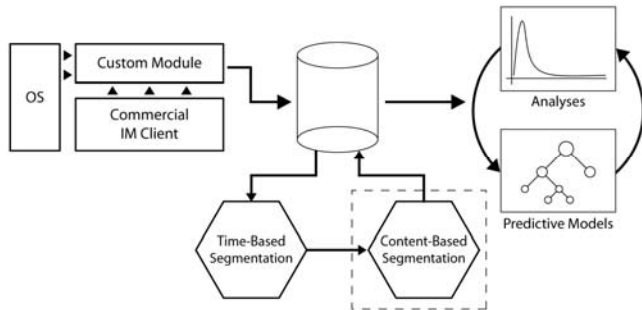 OS
Custom Module
Commercial
IM Client
Analyses
Predictive Models
Time-Based
Segmentation
Content-Based
Segmentation